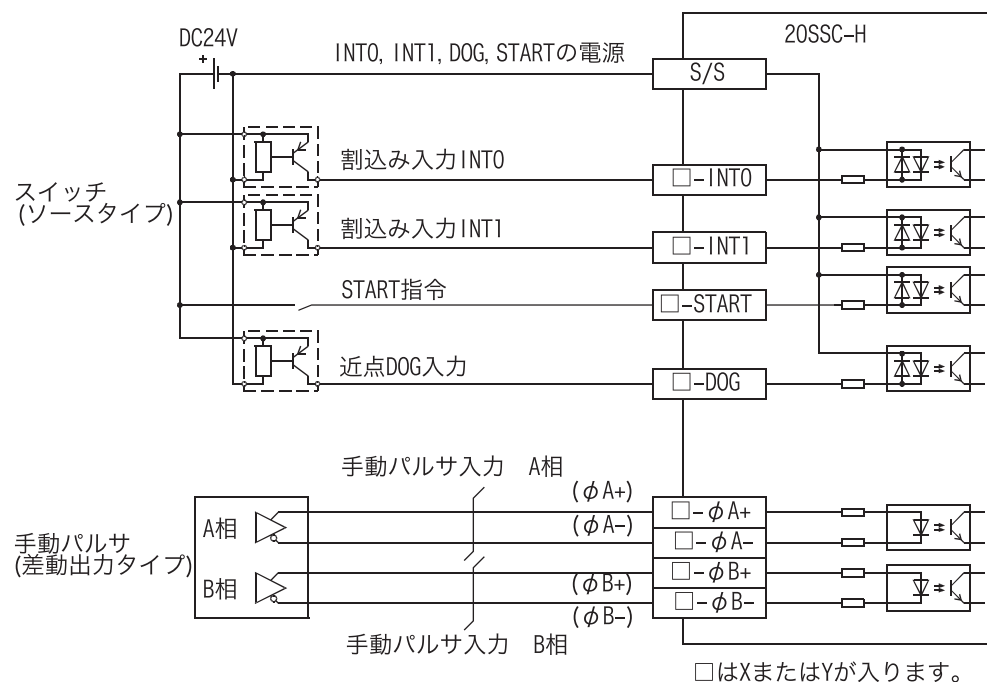 DC24V
+
INT0, INT1, DOG, STARTの電源
20SSC-H
S/S
割込み入力INT0
□-INT0
スイッチ
(ソースタイプ)
割込み入力INT1
□-INT1
START指令
□-START
近点DOG入力
□-DOG
手動パルサ入力 A相
(φA+)
□-φA+
A相
(φA-)
□-φA-
手動パルサ
(差動出力タイプ)
B相
(φB+)
□-φB+
(φB-)
□-φB-
手動パルサ入力 B相
□はXまたはYが入ります。